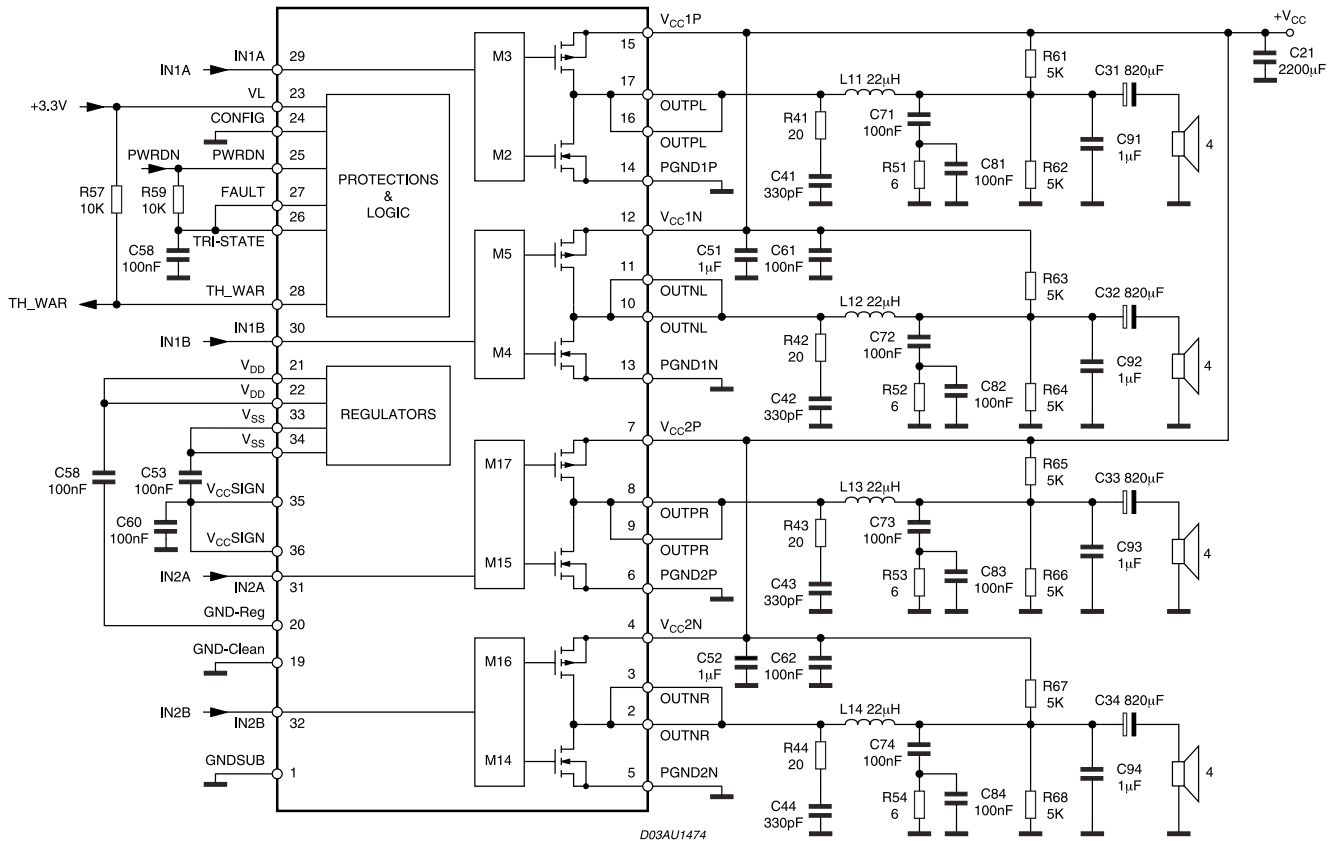 VCC1P
+VCC
15
IN1A
29
IN1A
M3
R61
5K
C31 820µF
C21
2200µF
VL
23
+3.3V
17
L11 22µH
OUTPL
CONFIG
24
16
OUTPL
R41
20
C71
100nF
C91
1µF
4
PWRDN
PWRDN
25
M2
14
PGND1P
R57
10K
R59
10K
FAULT
27
PROTECTIONS
&
LOGIC
C41
330pF
R51
6
C81
100nF
R62
5K
26
12
VCC1N
C58
100nF
TRI-STATE
M5
C51
1µF
C61
100nF
11
OUTNL
R63
5K
C32 820µF
TH_WAR
TH_WAR
28
10
OUTNL
L12 22µH
IN1B
IN1B
30
M4
R42
20
C72
100nF
C92
1µF
4
13
PGND1N
VDD
21
VDD
22
REGULATORS
C42
330pF
R52
6
C82
100nF
R64
5K
VSS
33
VSS
34
7
VCC2P
C58
100nF
C53
100nF
M17
R65
5K
C33 820µF
VCCSIGN
35
8
OUTPR
L13 22µH
C60
100nF
9
OUTPR
R43
20
C73
100nF
C93
1µF
4
VCCSIGN
36
M15
IN2A
IN2A
31
6
PGND2P
C43
330pF
R53
6
C83
100nF
R66
5K
GND-Reg
20
4
VCC2N
GND-Clean
19
M16
C52
1µF
C62
100nF
3
OUTNR
R67
5K
C34 820µF
IN2B
IN2B
32
2
OUTNR
L14 22µH
M14
R44
20
C74
100nF
C94
1µF
4
GNDSUB
1
5
PGND2N
C44
330pF
R54
6
C84
100nF
R68
5K
D03AU1474